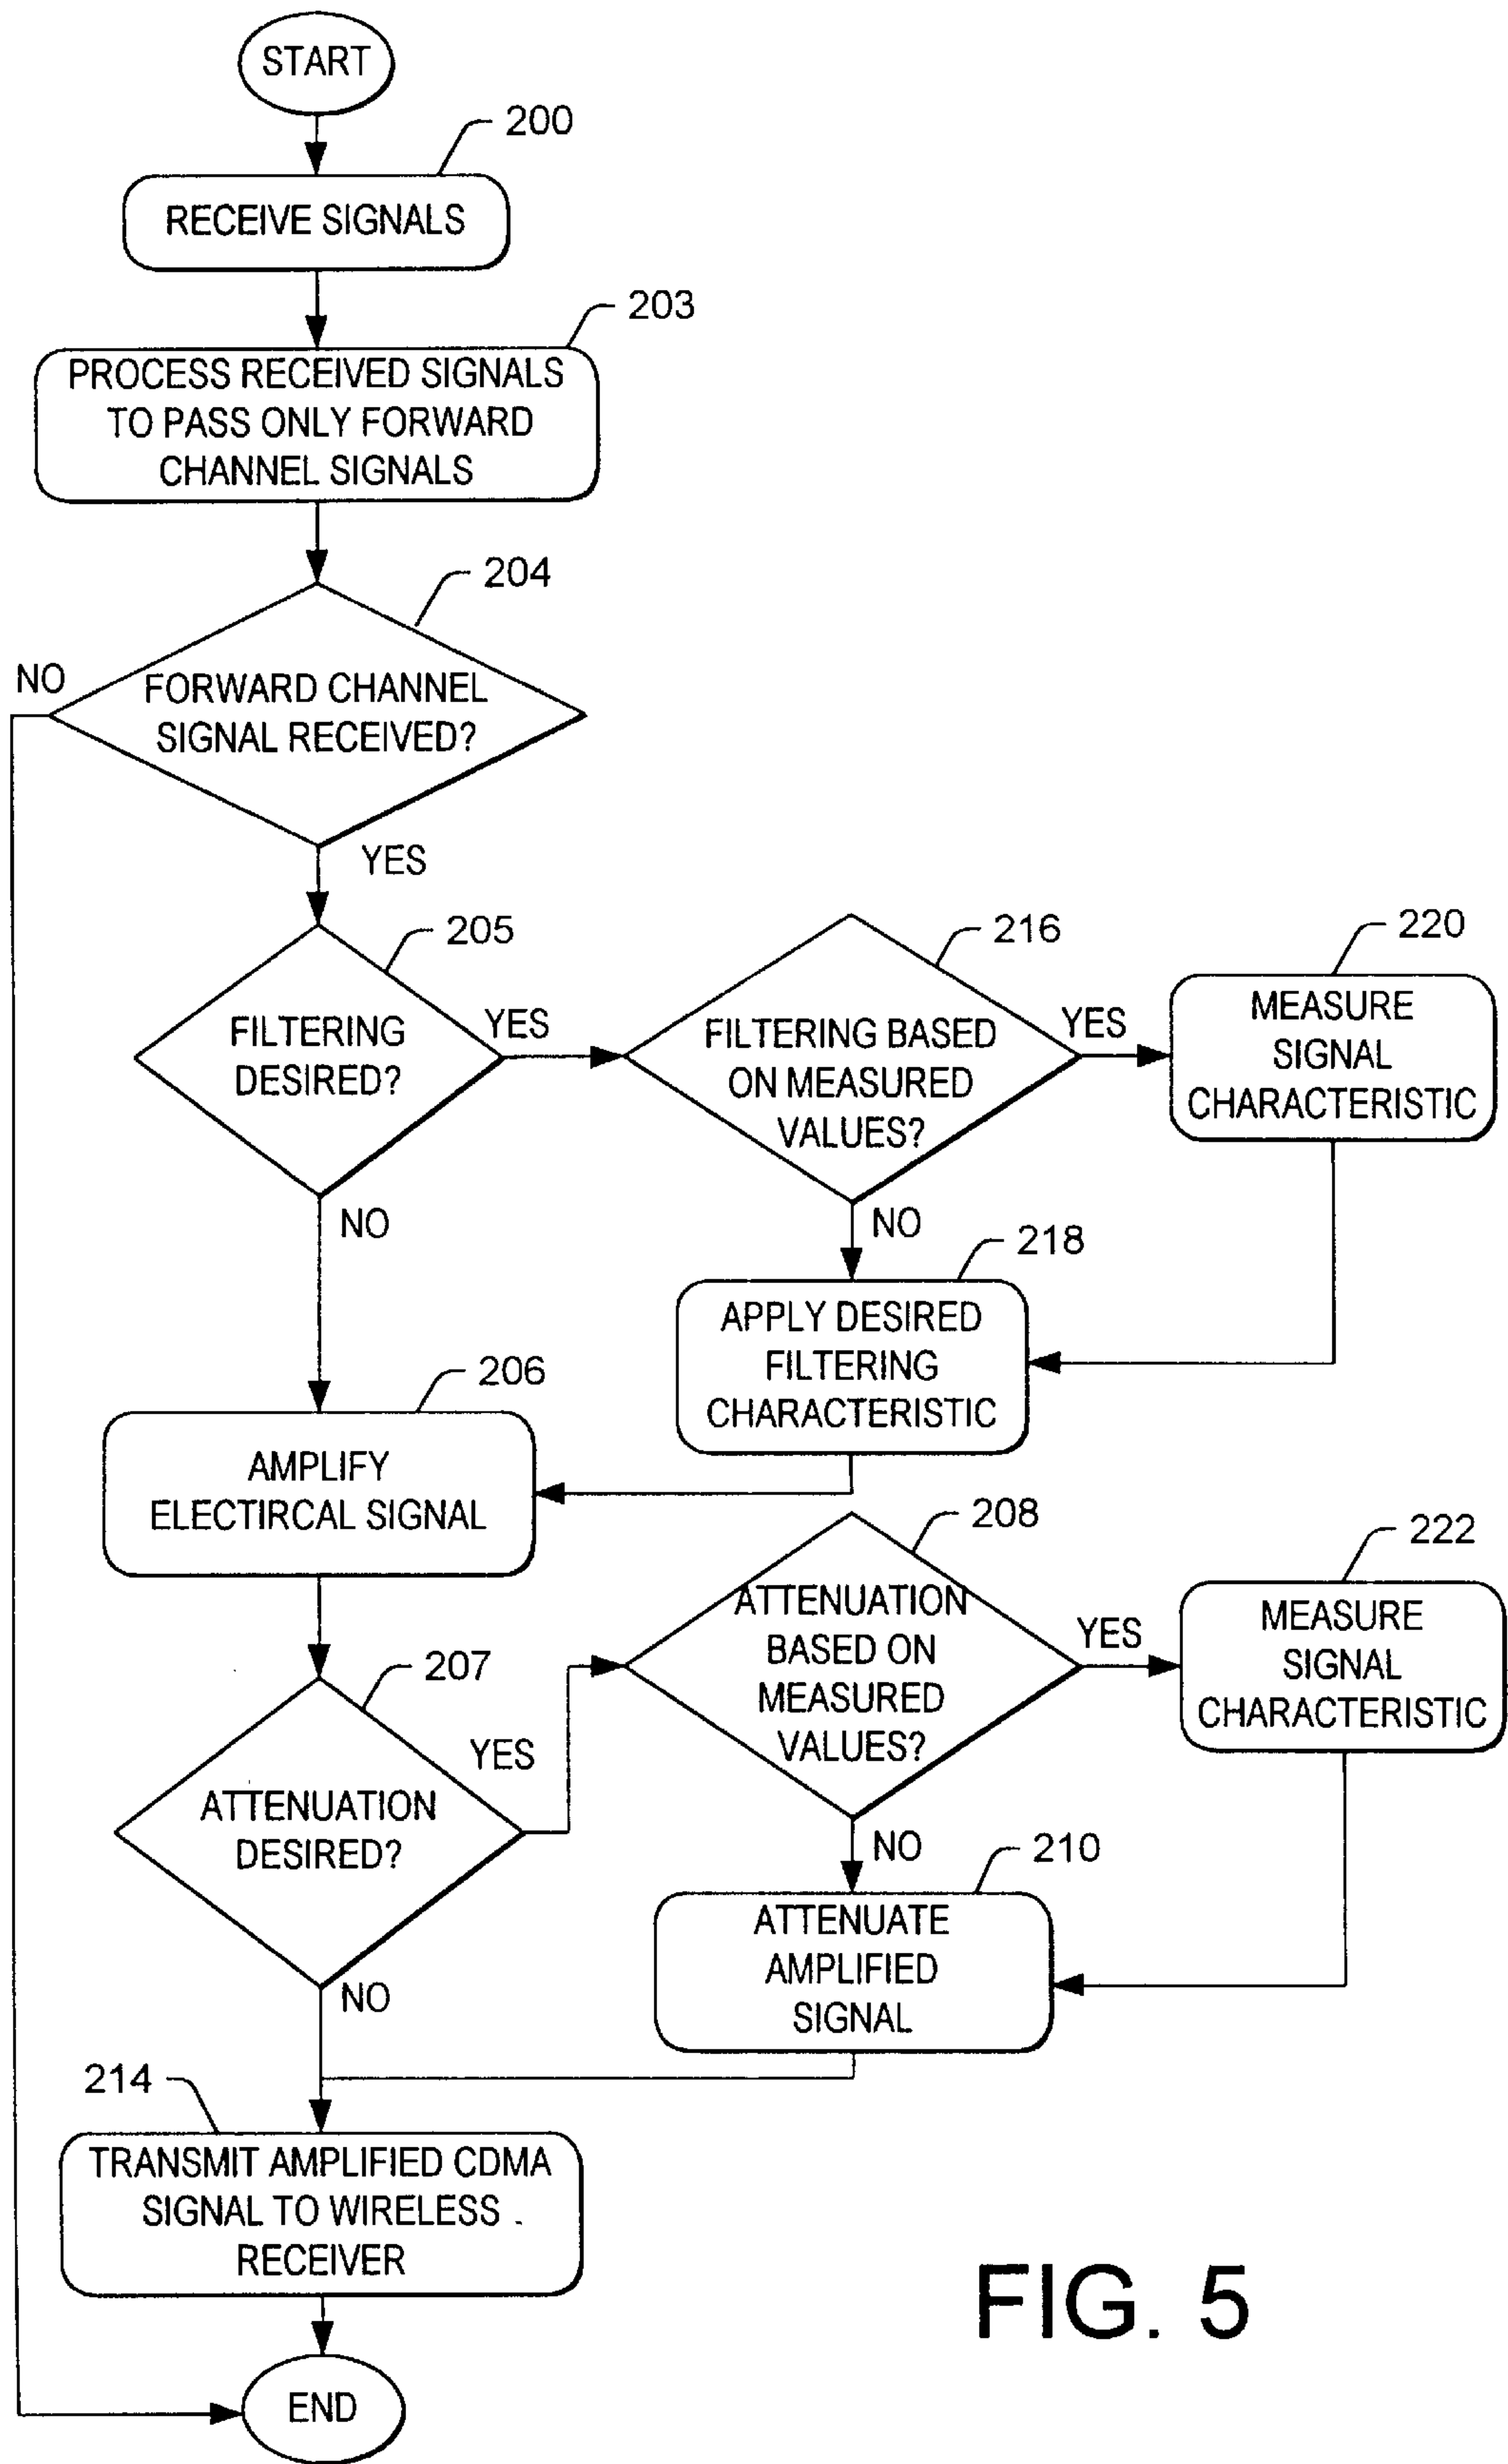 START
200
RECEIVE SIGNALS
203
PROCESS RECEIVED SIGNALS
TO PASS ONLY FORWARD
CHANNEL SIGNALS
204
NO
FORWARD CHANNEL
SIGNAL RECEIVED?
YES
205
FILTERING
DESIRED?
YES
NO
216
FILTERING BASED
ON MEASURED
VALUES?
YES
NO
220
MEASURE
SIGNAL
CHARACTERISTIC
218
APPLY DESIRED
FILTERING
CHARACTERISTIC
206
AMPLIFY
ELECTIRCAL SIGNAL
207
ATTENUATION
DESIRED?
YES
NO
208
ATTENUATION
BASED ON
MEASURED
VALUES?
YES
NO
222
MEASURE
SIGNAL
CHARACTERISTIC
210
ATTENUATE
AMPLIFIED
SIGNAL
214
TRANSMIT AMPLIFIED CDMA
SIGNAL TO WIRELESS
RECEIVER
END
FIG. 5